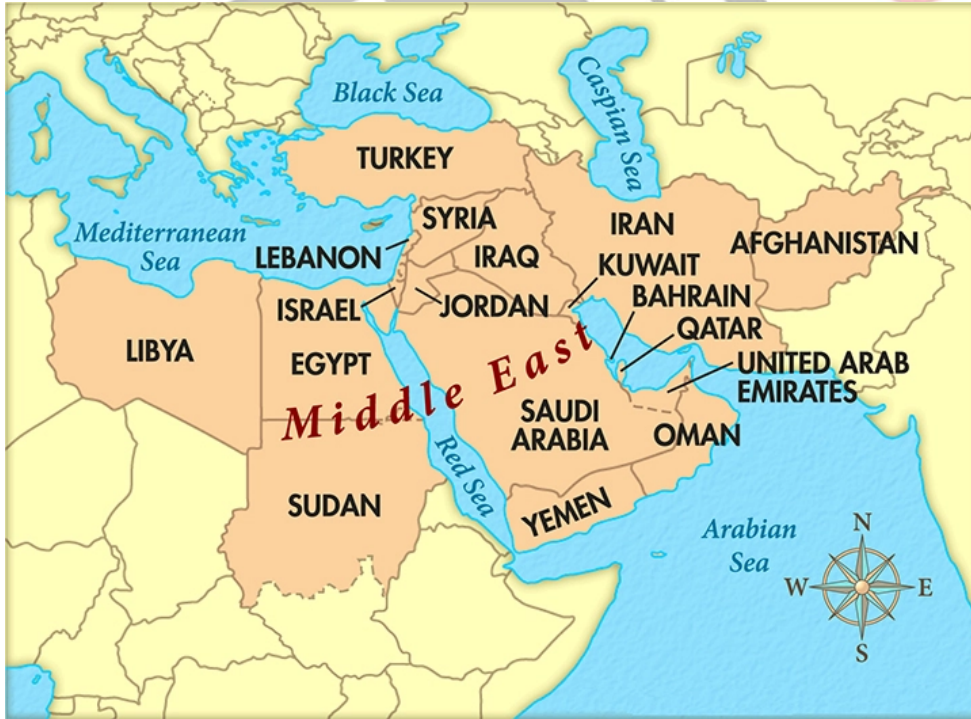 Black Sea
Caspian Sea
TURKEY
Mediterranean
Sea
SYRIA
LEBANON
IRAQ
IRAN
AFGHANISTAN
KUWAIT
ISRAEL
JORDAN
BAHRAIN
QATAR
LIBYA
EGYPT
UNITED ARAB
EMIRATES
Middle East
SAUDI
ARABIA
OMAN
Red Sea
SUDAN
YEMEN
Arabian
Sea
N
W
E
S